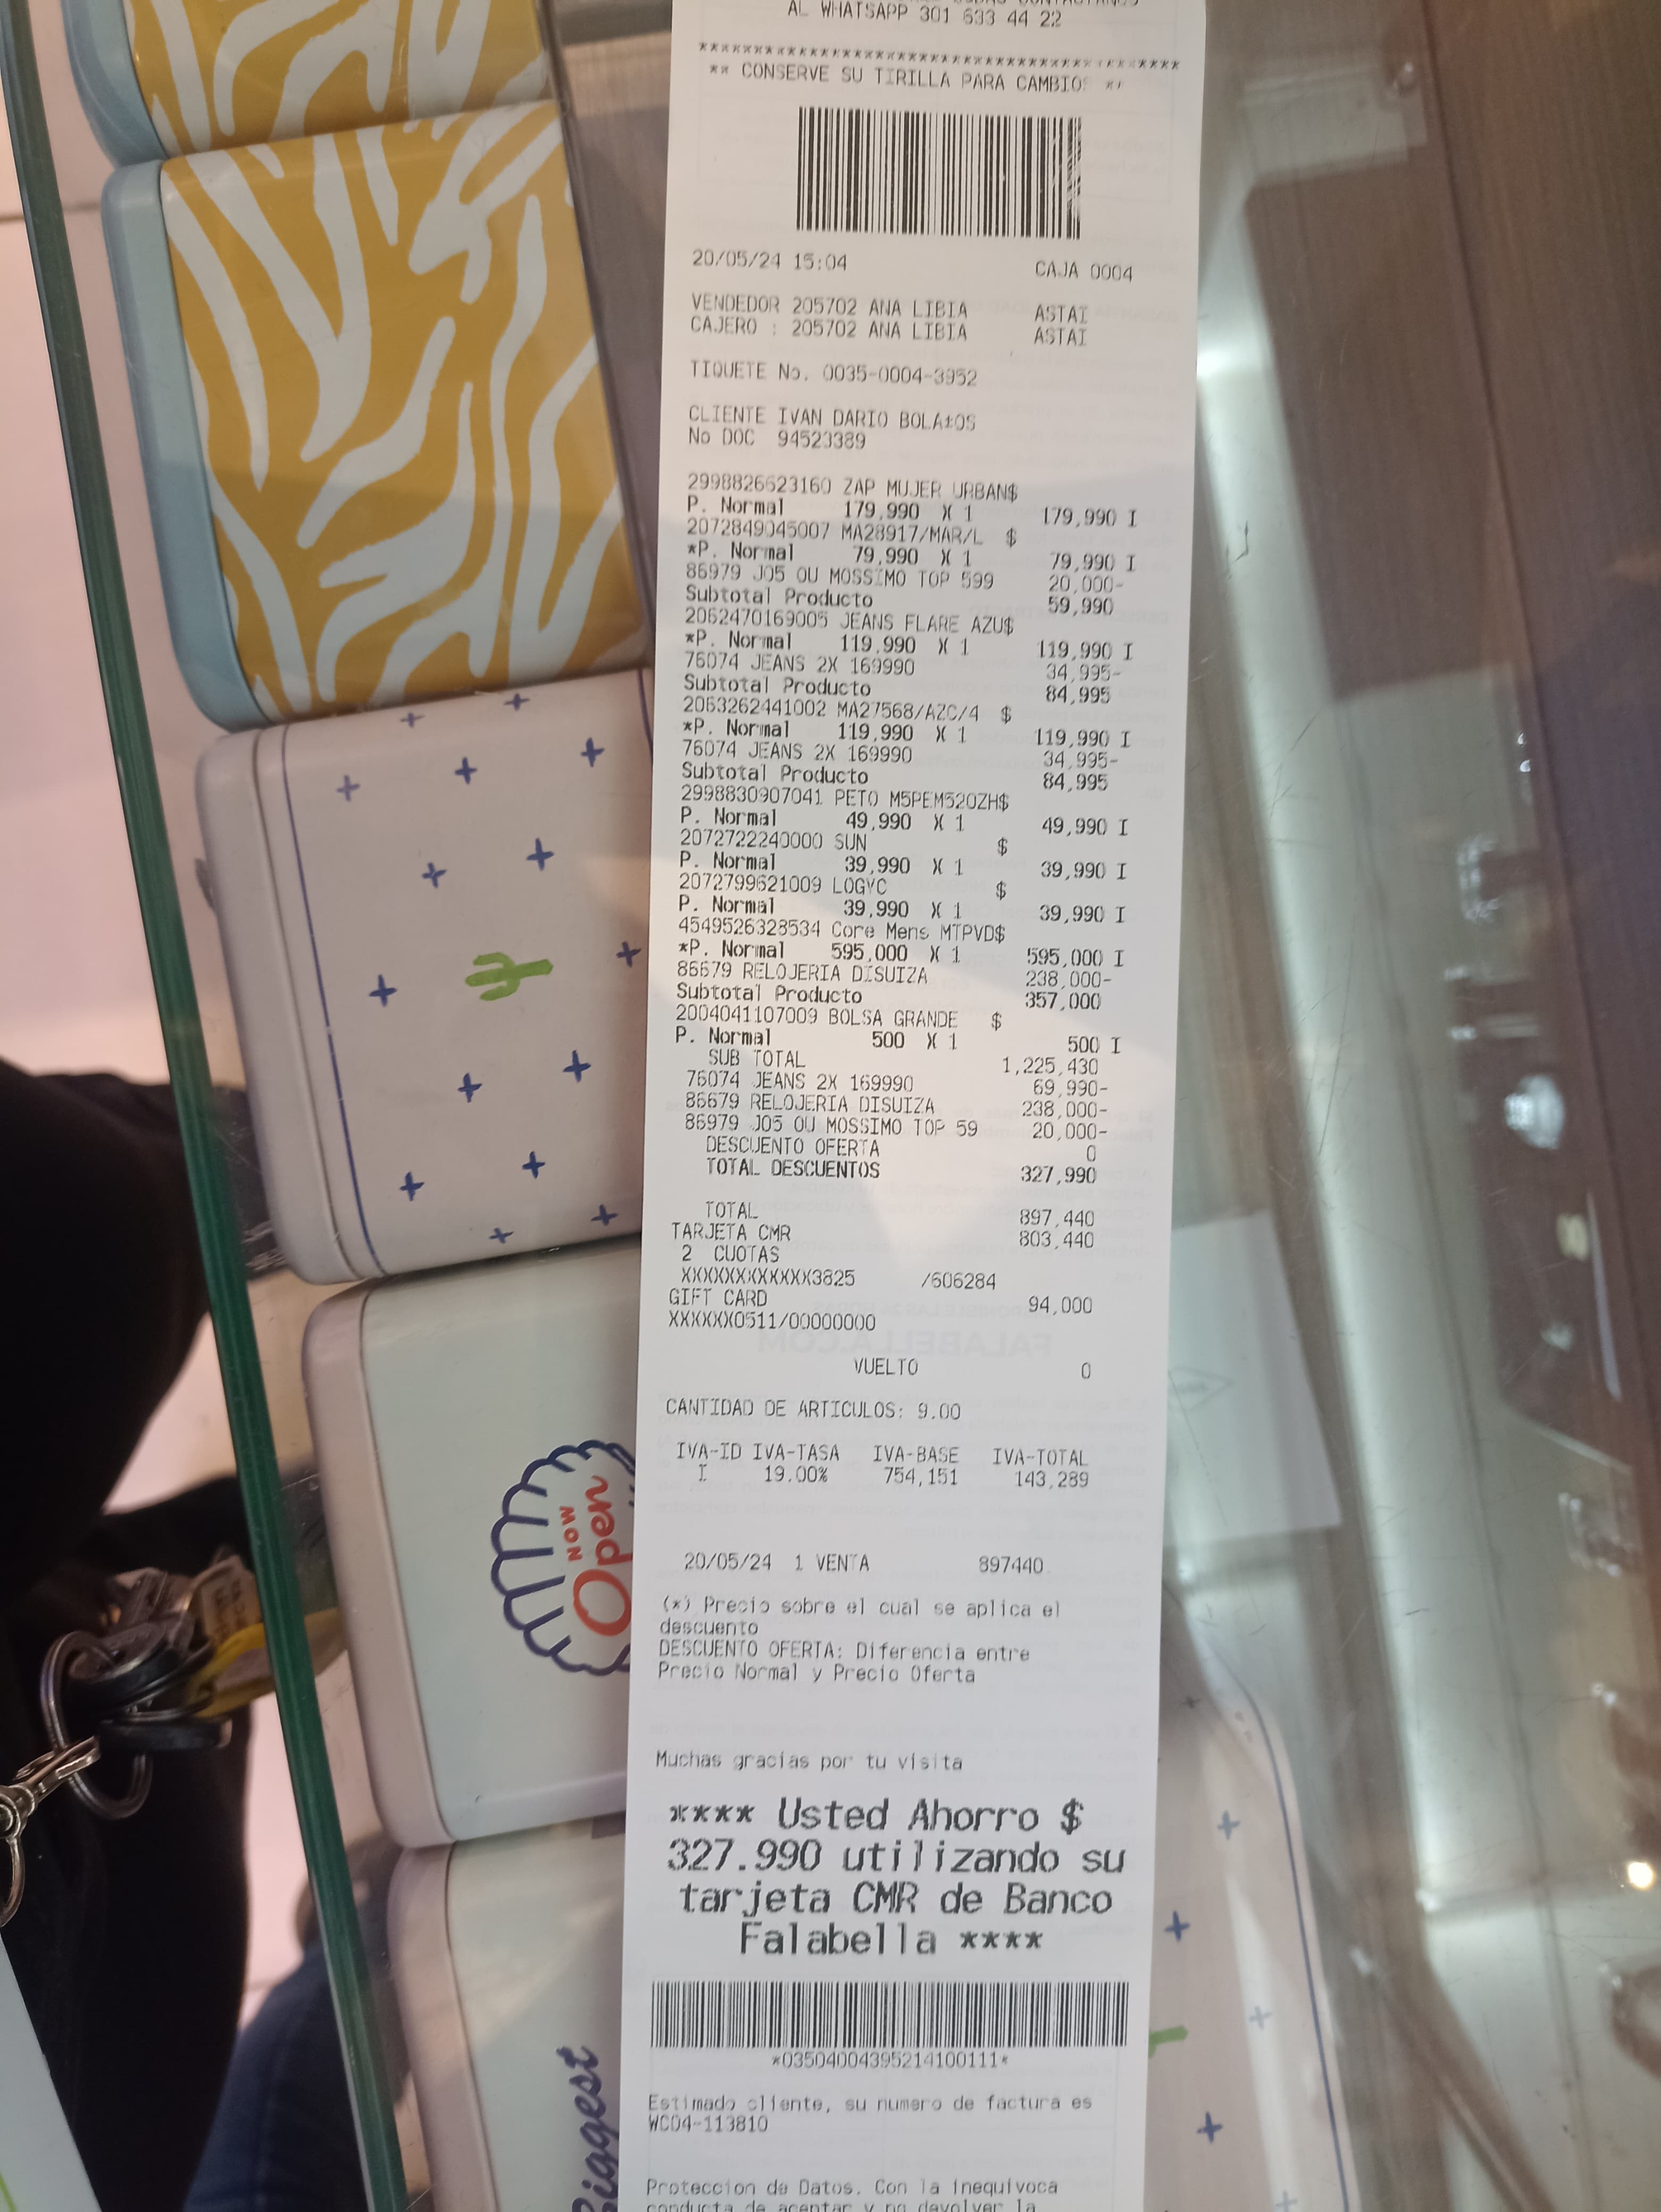 AL WHATSAPP 301 633 44 22
** CONSERVE SU TIRILLA PARA CAMBIOS **
20/05/24 15:04 CAJA 0004
VENDEDOR 205702 ANA LIBIA ASTAI
CAJERO : 205702 ANA LIBIA ASTAI
TIQUETE No. 0035-0004-3952
CLIENTE IVAN DARIO BOLA±OS
No DOC 94523389
2998826623160 ZAP MUJER URBAN$
P. Normal 179,990 X 1 179,990 I
2072849045007 MA28917/MAR/L $
*P. Normal 79,990 X 1 79,990 I
86979 J05 OU MOSSIMO TOP 599 20,000-
Subtotal Producto 59,990
2062470169005 JEANS FLARE AZU$
*P. Normal 119,990 X 1 119,990 I
76074 JEANS 2X 169990 34,995-
Subtotal Producto 84,995
2063262441002 MA27568/AZC/4 $
*P. Normal 119,990 X 1 119,990 I
76074 JEANS 2X 169990 34,995-
Subtotal Producto 84,995
2998830907041 PETO M5PEM520ZH$
P. Normal 49,990 X 1 49,990 I
2072722240000 SUN $
P. Normal 39,990 X 1 39,990 I
2072799621009 LOGYC $
P. Normal 39,990 X 1 39,990 I
4549526328534 Core Mens MTPVD$
*P. Normal 595,000 X 1 595,000 I
86679 RELOJERIA DISUIZA 238,000-
Subtotal Producto 357,000
2004041107009 BOLSA GRANDE $
P. Normal 500 X 1 500 I
SUB TOTAL 1,225,430
76074 JEANS 2X 169990 69,990-
86679 RELOJERIA DISUIZA 238,000-
86979 J05 OU MOSSIMO TOP 59 20,000-
DESCUENTO OFERTA 0
TOTAL DESCUENTOS 327,990
TOTAL 897,440
TARJETA CMR 803,440
2 CUOTAS
XXXXXXXXXXXX3825 /606284
GIFT CARD 94,000
XXXXXX0511/00000000
VUELTO 0
CANTIDAD DE ARTICULOS: 9.00
IVA-ID IVA-TASA IVA-BASE IVA-TOTAL
I 19.00% 754,151 143,289
20/05/24 1 VENTA 897440
(*) Precio sobre el cual se aplica el
descuento
DESCUENTO OFERTA: Diferencia entre
Precio Normal y Precio Oferta
Muchas gracias por tu visita
**** Usted Ahorro $
327.990 utilizando su
tarjeta CMR de Banco
Falabella ****
*03504004395214100111*
Estimado cliente, su numero de factura es
WC04-113810
Proteccion de Datos. Con la inequivoca
conducta de aceptar y no devolver la
Open
NOW
Biggest